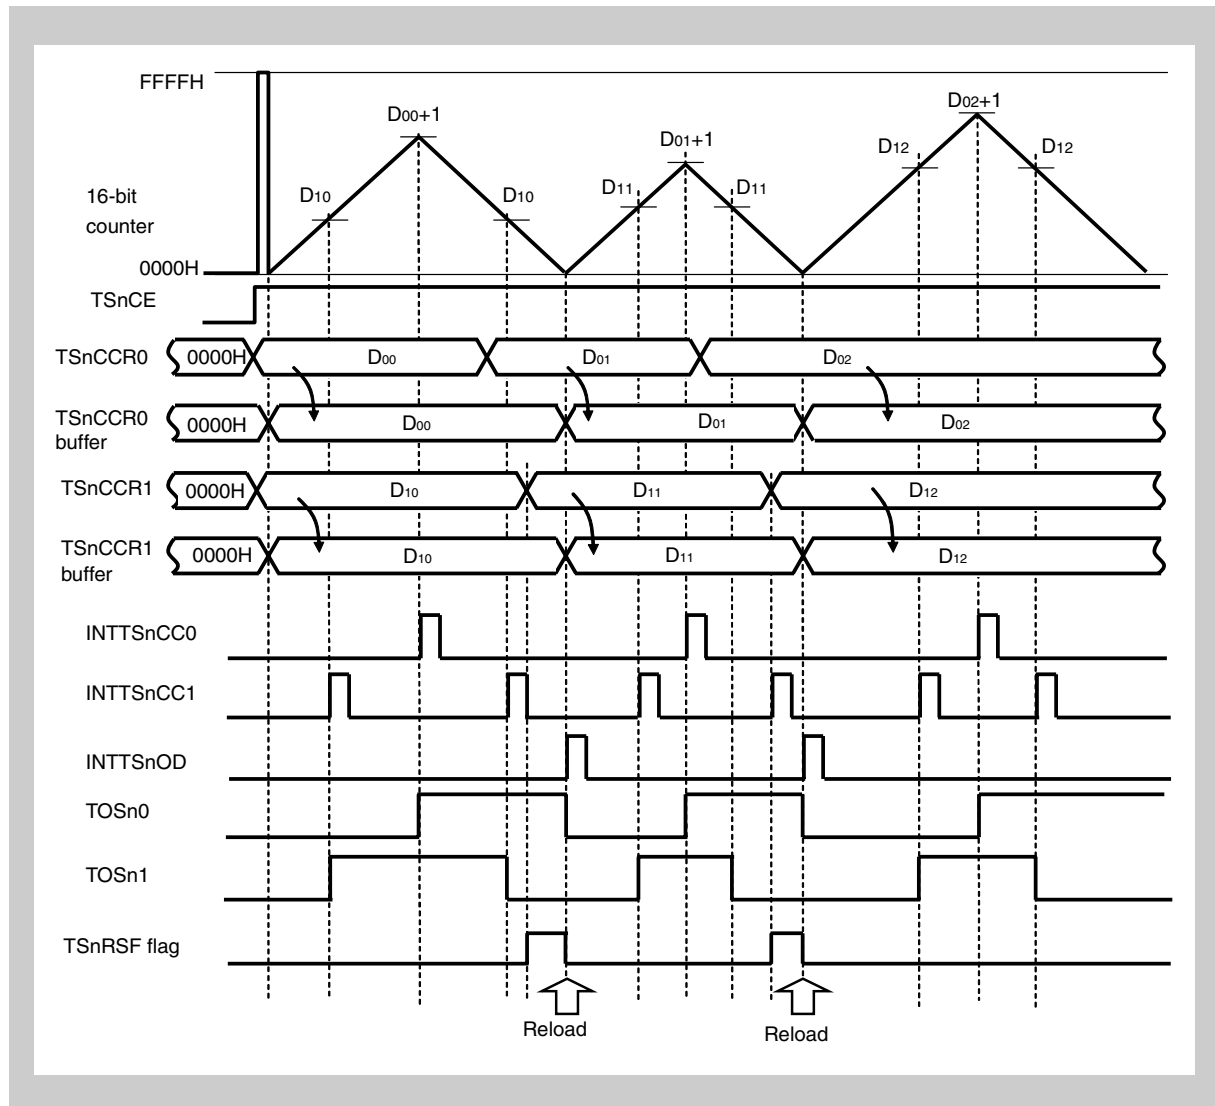 FFFFH
D00+1
D01+1
D02+1
D10
D10
D11
D11
D12
D12
16-bit
counter
0000H
TSnCE
TSnCCR0
0000H
D00
D01
D02
TSnCCR0
buffer
0000H
D00
D01
D02
TSnCCR1
0000H
D10
D11
D12
TSnCCR1
buffer
0000H
D10
D11
D12
INTTSnCC0
INTTSnCC1
INTTSnOD
TOSn0
TOSn1
TSnRSF flag
Reload
Reload